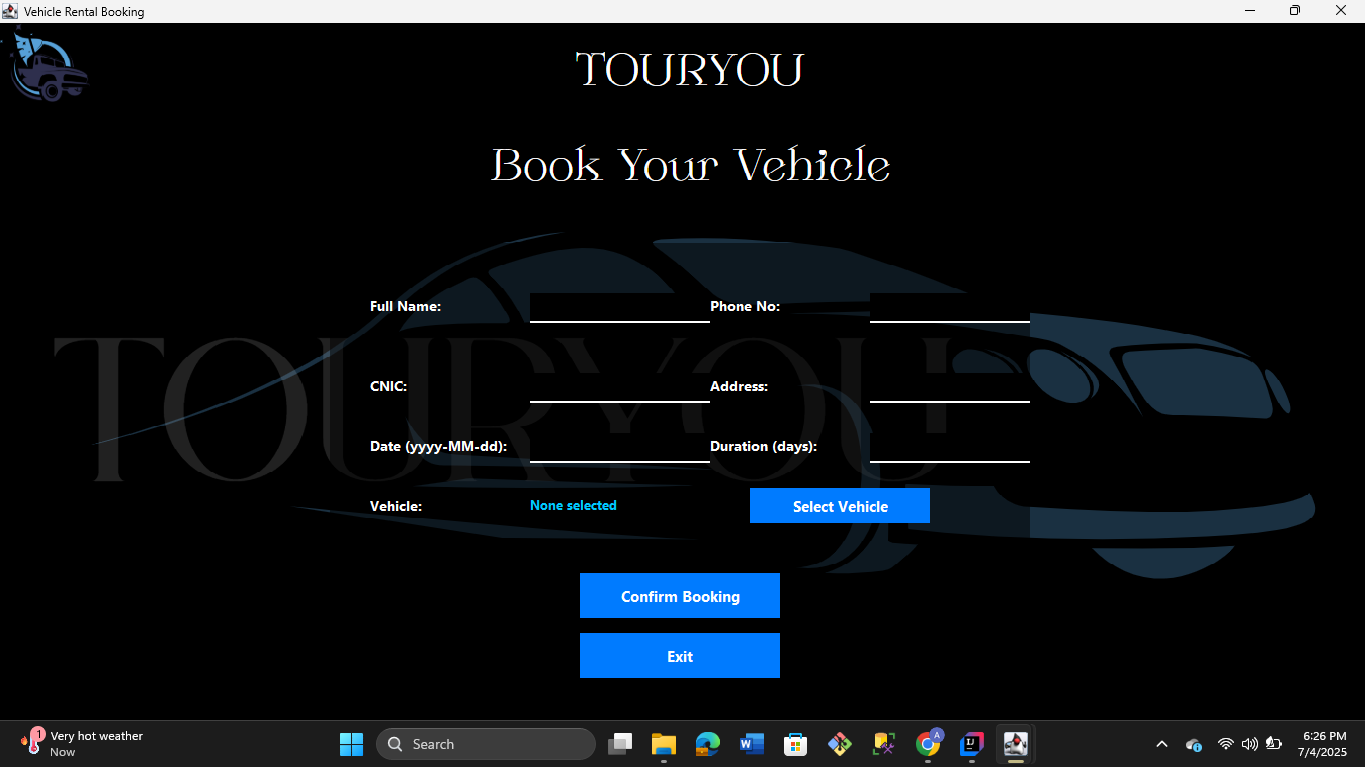 Vehicle Rental Booking
TOURYOU
Book Your Vehicle
Full Name:
Phone No:
TOURYOU
CNIC:
Address:
Date (yyyy-MM-dd):
Duration (days):
Vehicle:
None selected
Select Vehicle
Confirm Booking
Exit
1
Very hot weather
Now
Search
W
A
IJ
6:26 PM
7/4/2025